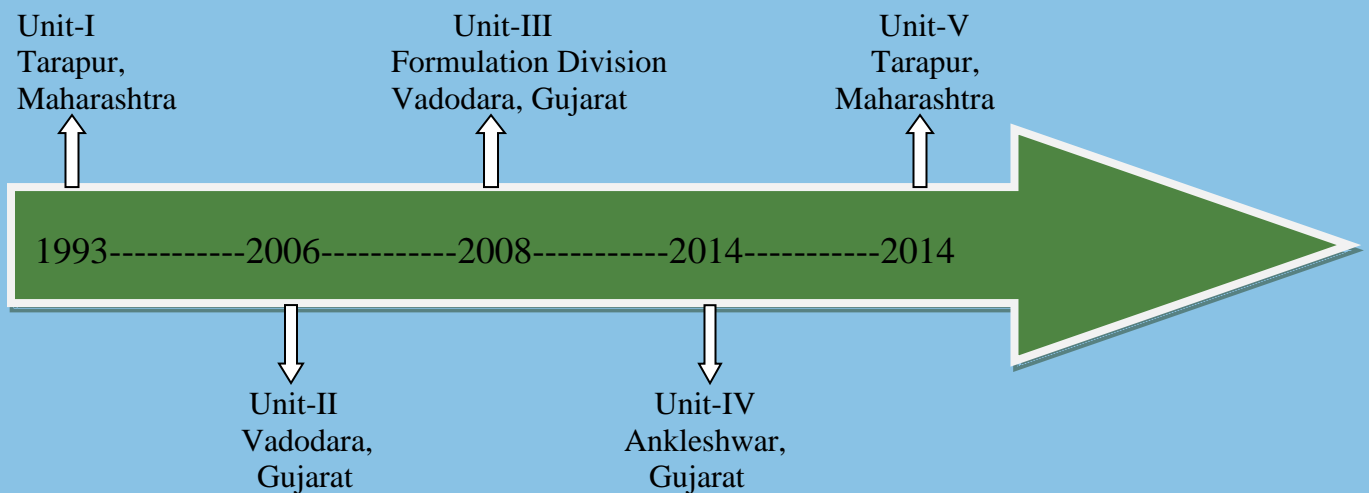 Unit-I
Tarapur,
Maharashtra
Unit-III
Formulation Division
Vadodara, Gujarat
Unit-V
Tarapur,
Maharashtra
1993-----------2006-----------2008-----------2014-----------2014
Unit-II
Vadodara,
Gujarat
Unit-IV
Ankleshwar,
Gujarat